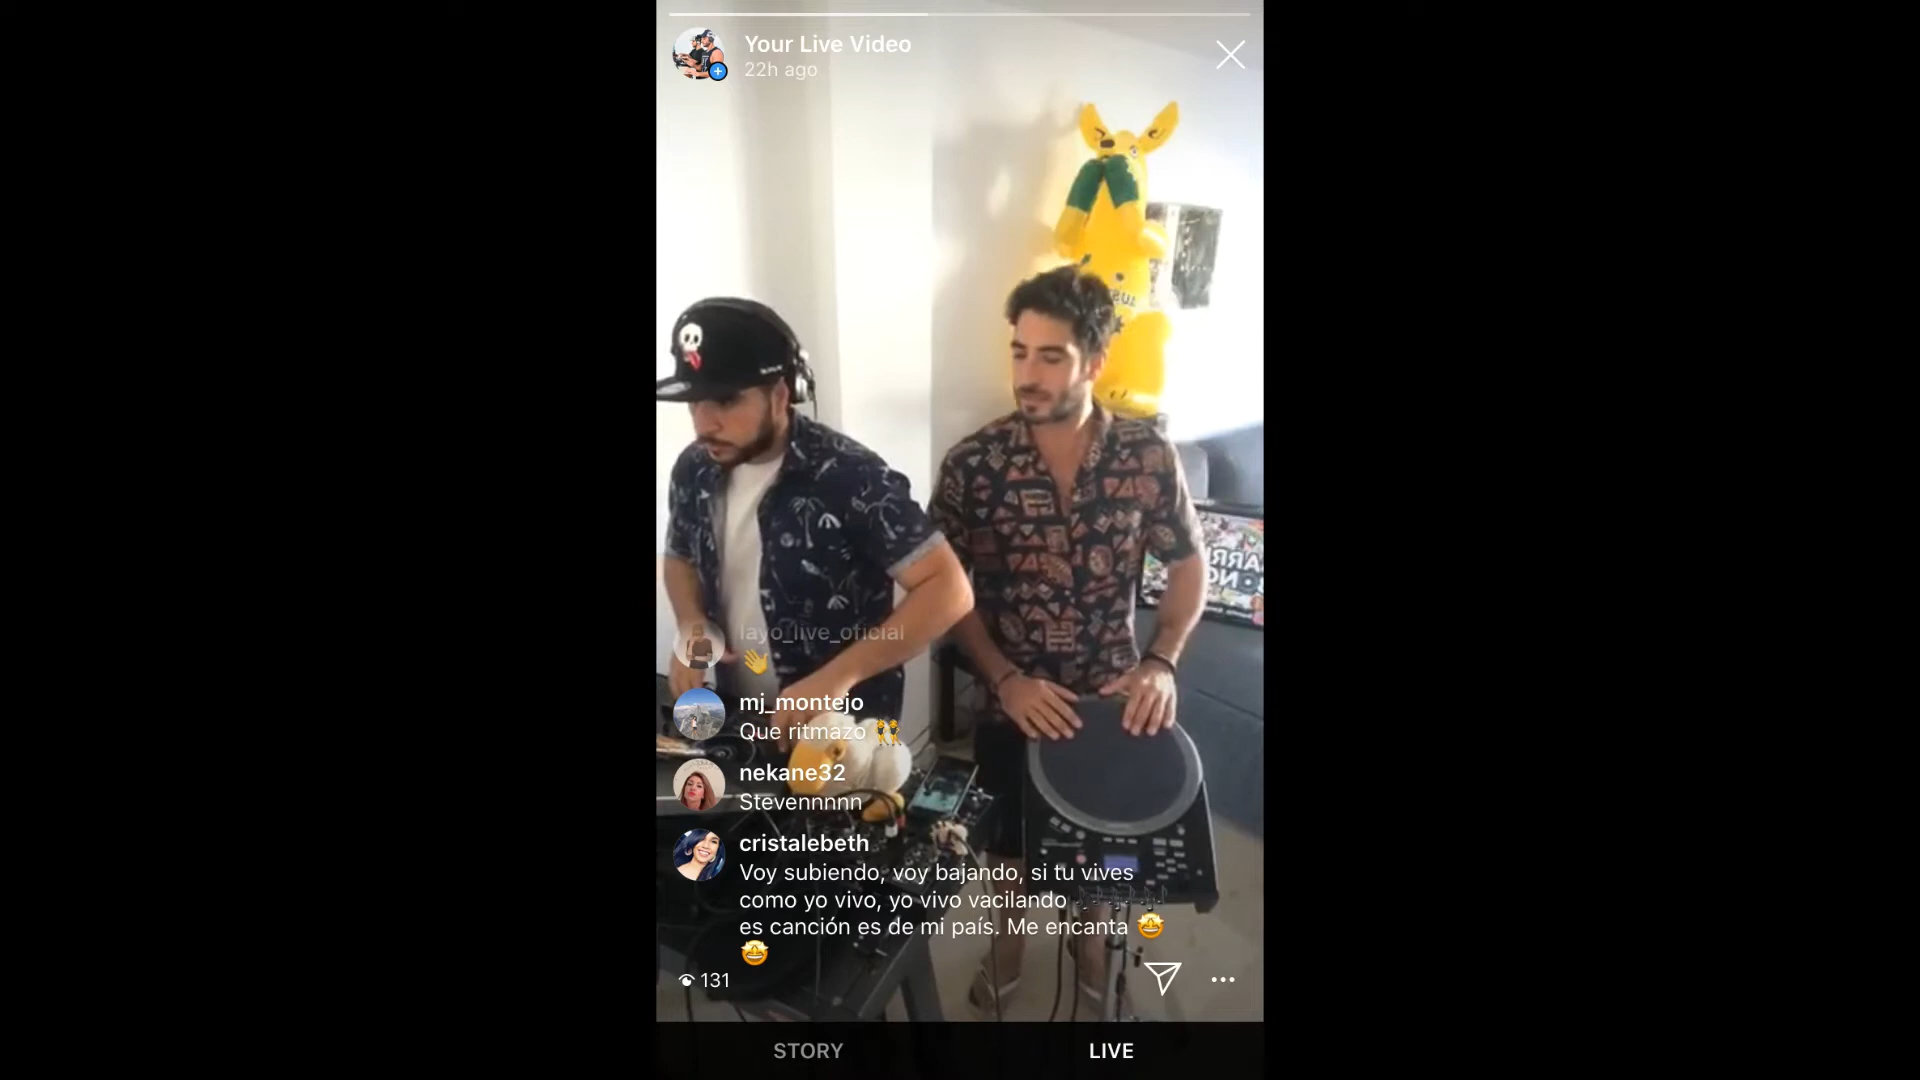 Your Live Video
22h ago
layo_live_oficial
👋
mj_montejo
Que ritmazo 👯
nekane32
Stevennnnn
cristalebeth
Voy subiendo, voy bajando, si tu vives
como yo vivo, yo vivo vacilando 🎶🎶🎶🎶
es canción es de mi país. Me encanta 🤩
🤩
131
STORY
LIVE